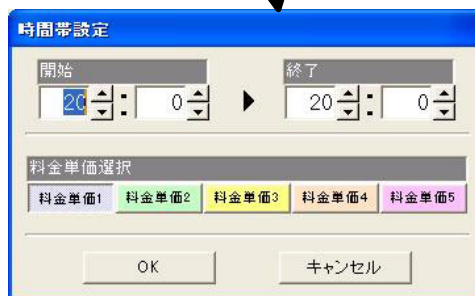 時間帯設定
開始 終了
20 : 0 ▶ 20 : 0
料金単価選択
料金単価1 料金単価2 料金単価3 料金単価4 料金単価5
OK キャンセル